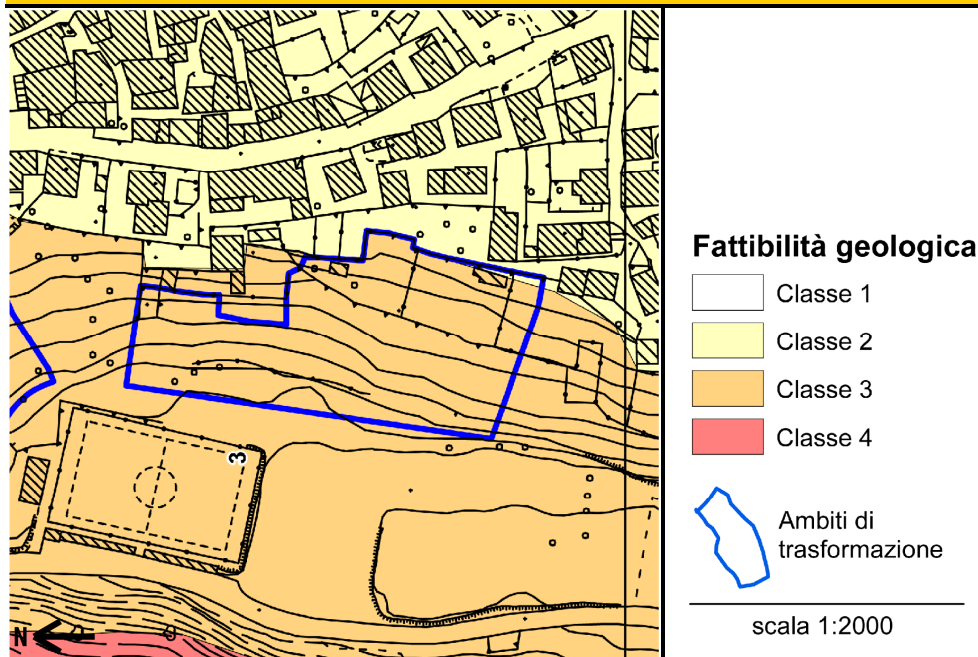 3
N
Fattibilità geologica
Classe 1
Classe 2
Classe 3
Classe 4
Ambiti di
trasformazione
scala 1:2000